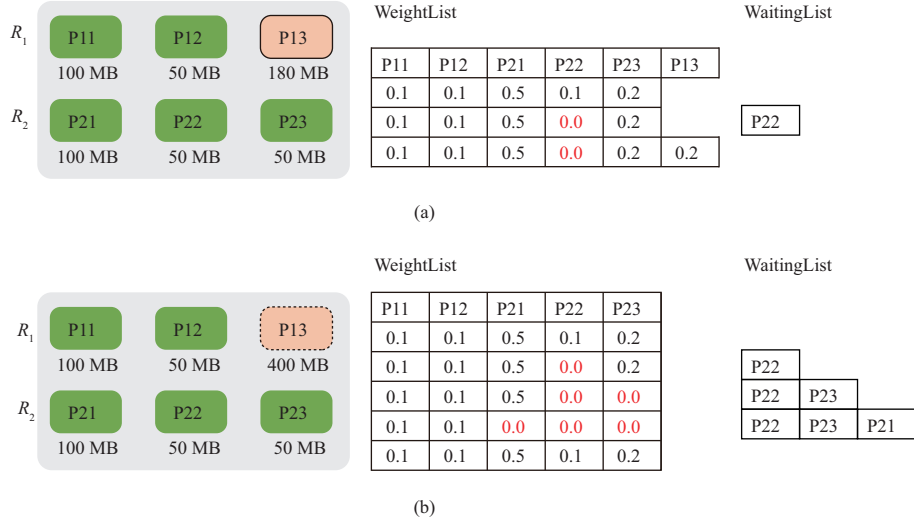 WeightList
WaitingList
R1 P11 P12 P13
100 MB 50 MB 180 MB
R2 P21 P22 P23
100 MB 50 MB 50 MB
P11 P12 P21 P22 P23 P13
0.1 0.1 0.5 0.1 0.2
0.1 0.1 0.5 0.0 0.2
0.1 0.1 0.5 0.0 0.2 0.2
P22
(a)
WeightList
WaitingList
R1 P11 P12 P13
100 MB 50 MB 400 MB
R2 P21 P22 P23
100 MB 50 MB 50 MB
P11 P12 P21 P22 P23
0.1 0.1 0.5 0.1 0.2
0.1 0.1 0.5 0.0 0.2
0.1 0.1 0.5 0.0 0.0
0.1 0.1 0.0 0.0 0.0
0.1 0.1 0.5 0.1 0.2
P22
P22 P23
P22 P23 P21
(b)